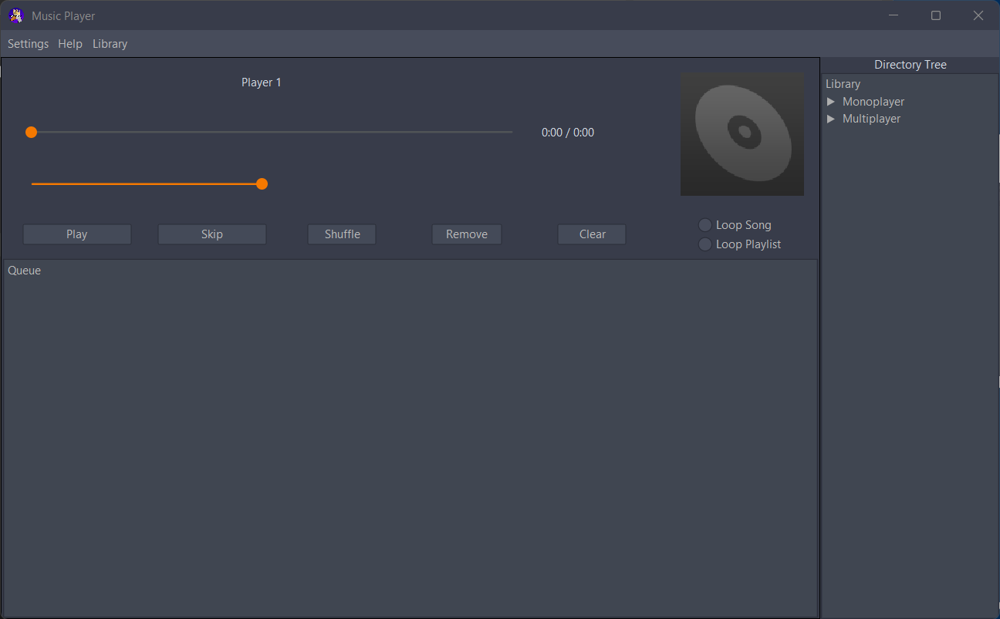 Music Player
Settings Help Library
Player 1
0:00 / 0:00
Play Skip Shuffle Remove Clear
Loop Song
Loop Playlist
Queue
Directory Tree
Library
Monoplayer
Multiplayer